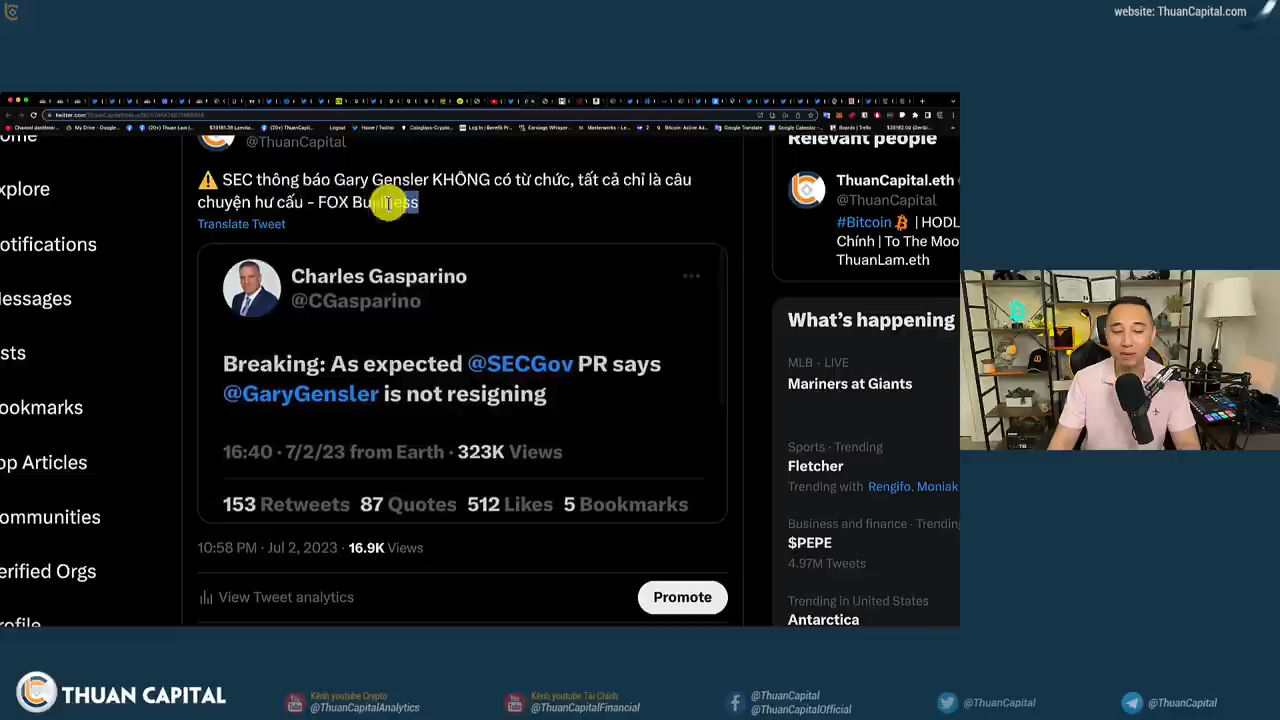 website: ThuanCapital.com
@ThuanCapital
⚠️ SEC thông báo Gary Gensler KHÔNG có từ chức, tất cả chỉ là câu
chuyện hư cấu - FOX Business
Translate Tweet
Charles Gasparino
@CGasparino
Breaking: As expected @SECGov PR says
@GaryGensler is not resigning
16:40 · 7/2/23 from Earth · 323K Views
153 Retweets 87 Quotes 512 Likes 5 Bookmarks
10:58 PM · Jul 2, 2023 · 16.9K Views
View Tweet analytics
Promote
xplore
otifications
essages
sts
ookmarks
op Articles
ommunities
erified Orgs
rofile
Relevant people
ThuanCapital.eth
@ThuanCapital
#Bitcoin | HODL
Chính | To The Moo
ThuanLam.eth
What's happening
MLB · LIVE
Mariners at Giants
Sports · Trending
Fletcher
Trending with Rengifo, Moniak
Business and finance · Trending
$PEPE
4.97M Tweets
Trending in United States
Antarctica
THUAN CAPITAL
Kênh youtube Crypto
@ThuanCapitalAnalytics
Kênh youtube Tài Chính
@ThuanCapitalFinancial
@ThuanCapital
@ThuanCapitalOfficial
@ThuanCapital
@ThuanCapital